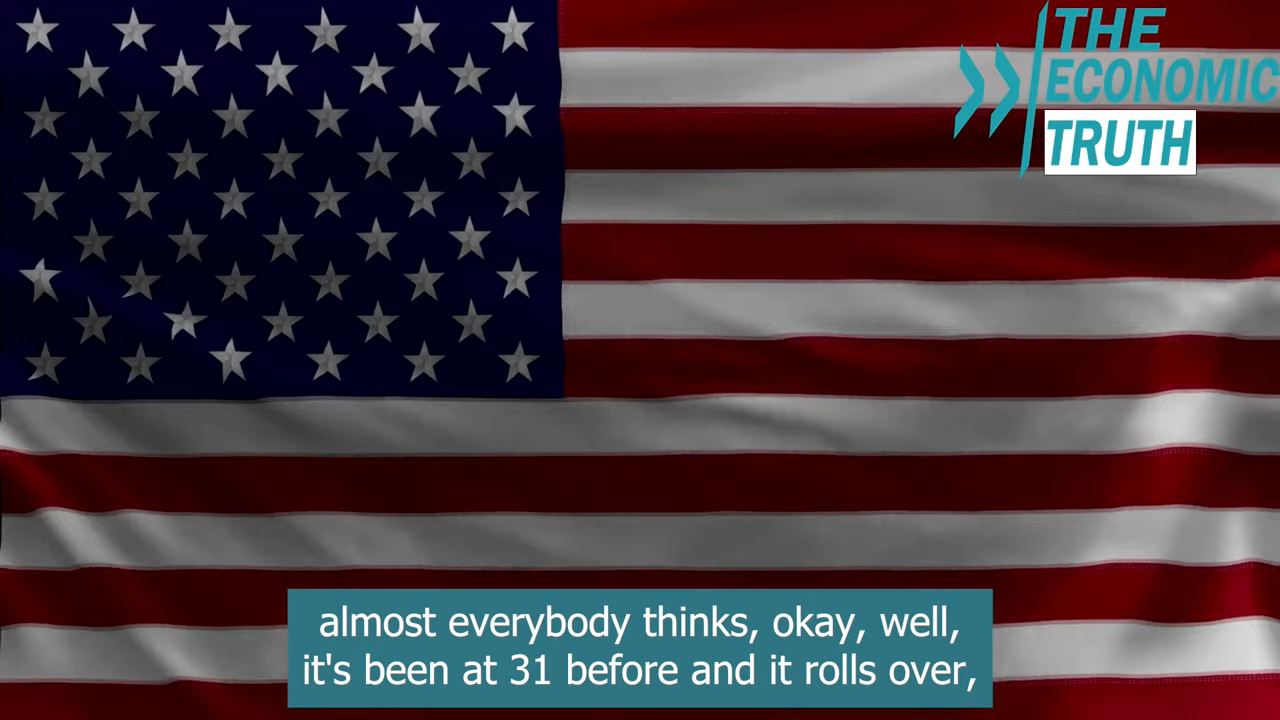 THE
ECONOMIC
TRUTH
almost everybody thinks, okay, well,
it's been at 31 before and it rolls over,